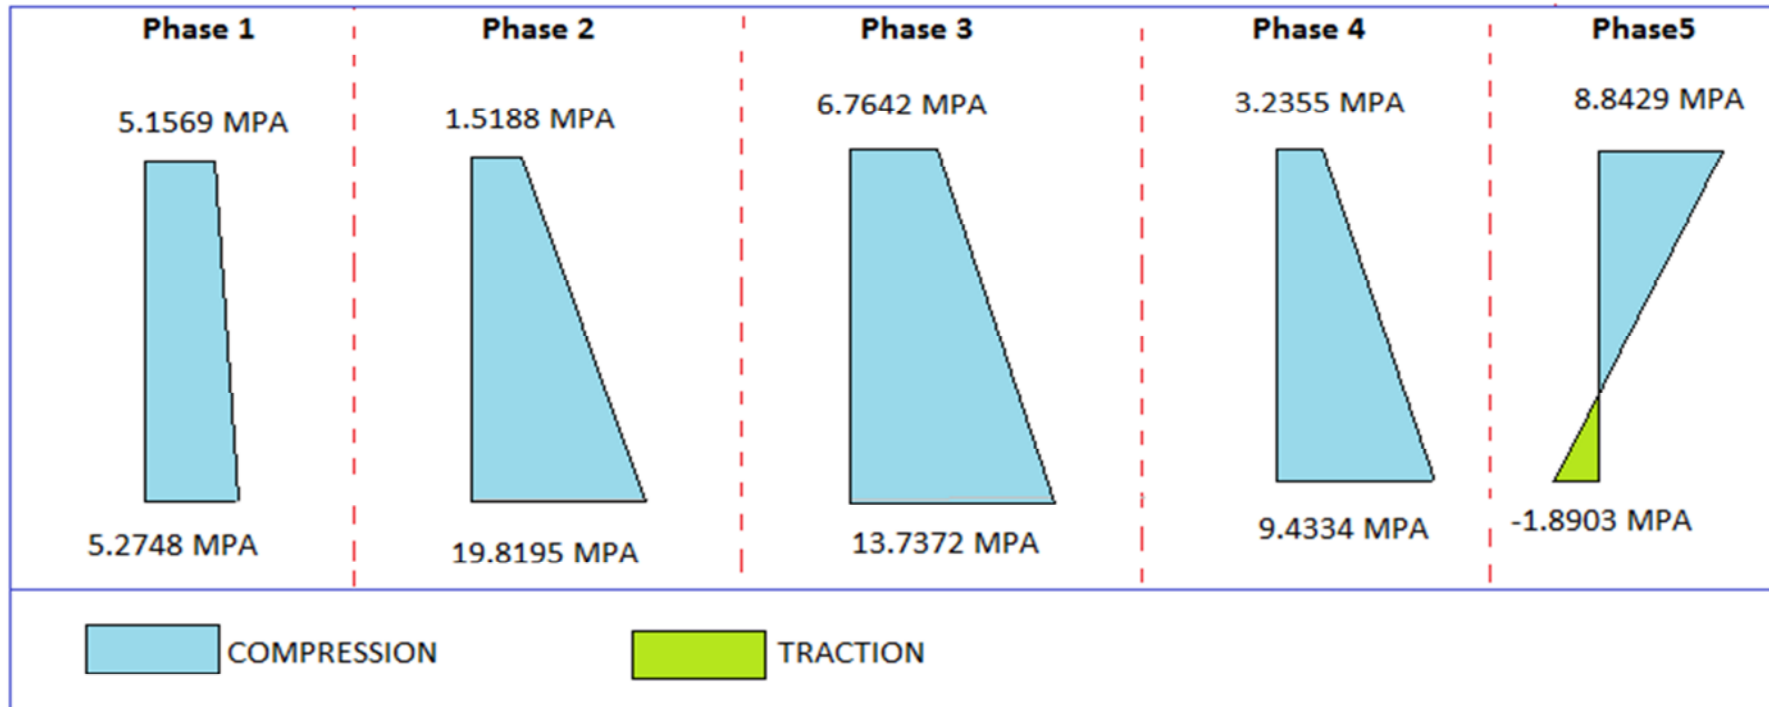 Phase 1
Phase 2
Phase 3
Phase 4
Phase5
5.1569 MPA
1.5188 MPA
6.7642 MPA
3.2355 MPA
8.8429 MPA
5.2748 MPA
19.8195 MPA
13.7372 MPA
9.4334 MPA
-1.8903 MPA
COMPRESSION
TRACTION